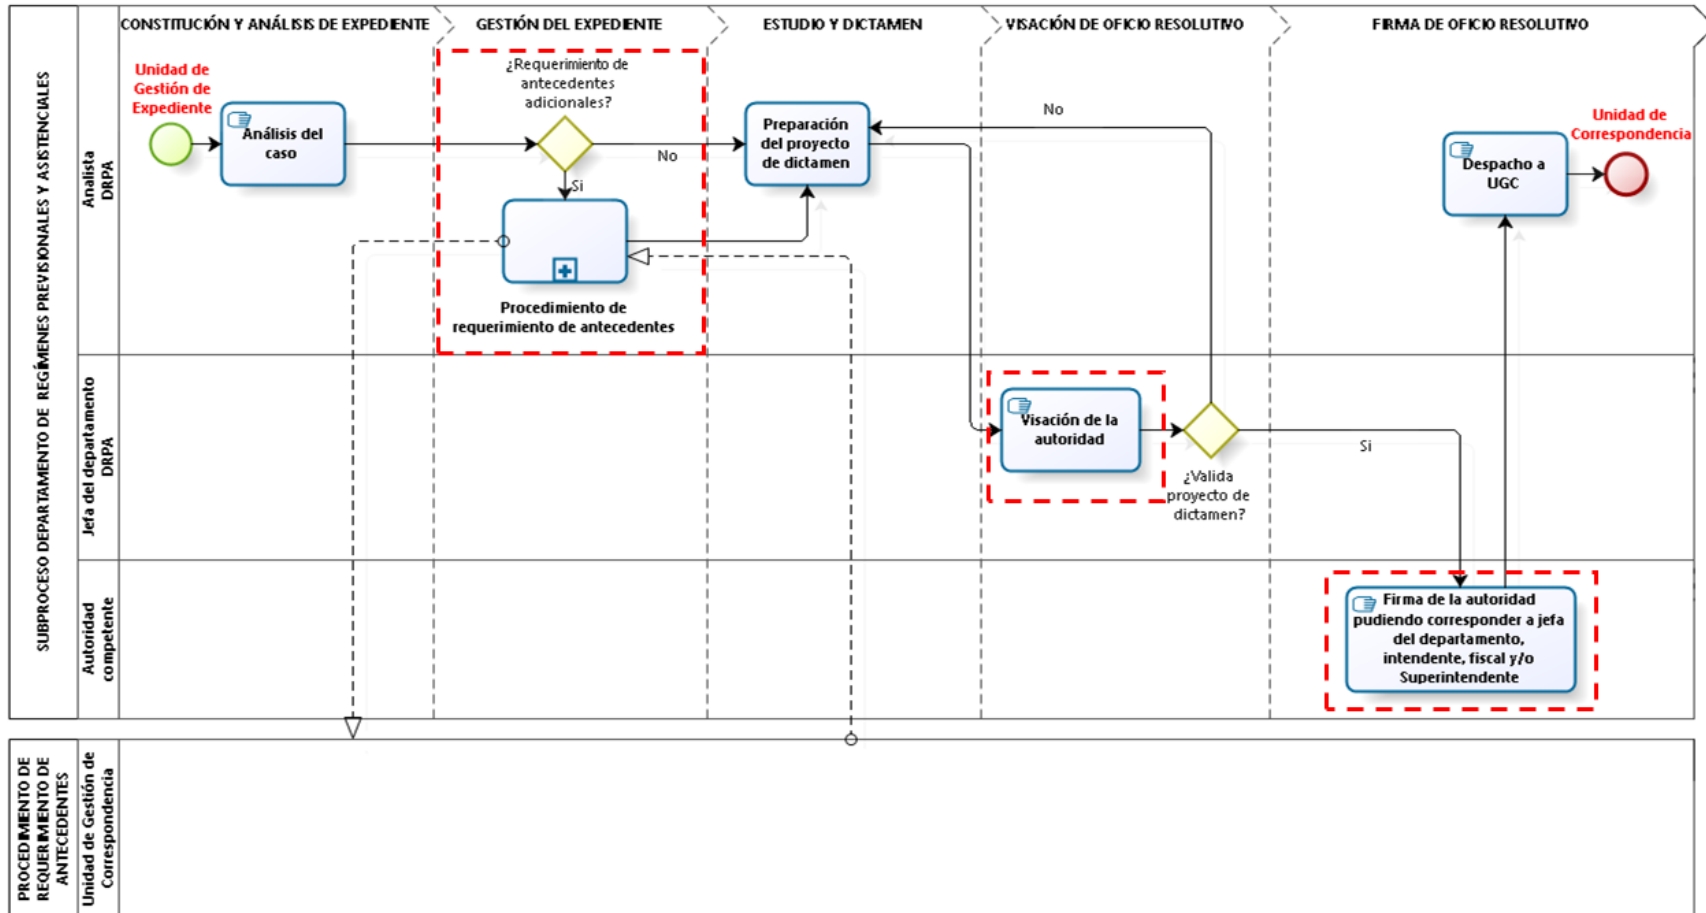 CONSTITUCIÓN Y ANÁLISIS DE EXPEDIENTE
GESTIÓN DEL EXPEDIENTE
ESTUDIO Y DICTAMEN
VISACIÓN DE OFICIO RESOLUTIVO
FIRMA DE OFICIO RESOLUTIVO
SUBPROCESO DEPARTAMENTO DE REGÍMENES PREVISIONALES Y ASISTENCIALES
Analista
DRPA
Unidad de
Gestión de
Expediente
Análisis del
caso
¿Requerimiento de
antecedentes
adicionales?
No
Si
Procedimiento de
requerimiento de antecedentes
Preparación
del proyecto
de dictamen
No
Unidad de
Correspondencia
Despacho a
UGC
Jefa del departamento
DRPA
Visación de la
autoridad
¿Valida
proyecto de
dictamen?
Si
Autoridad
competente
Firma de la autoridad
pudiendo corresponder a jefa
del departamento,
intendente, fiscal y/o
Superintendente
PROCEDIMIENTO DE
REQUERIMIENTO DE
ANTECEDENTES
Unidad de Gestión de
Correspondencia